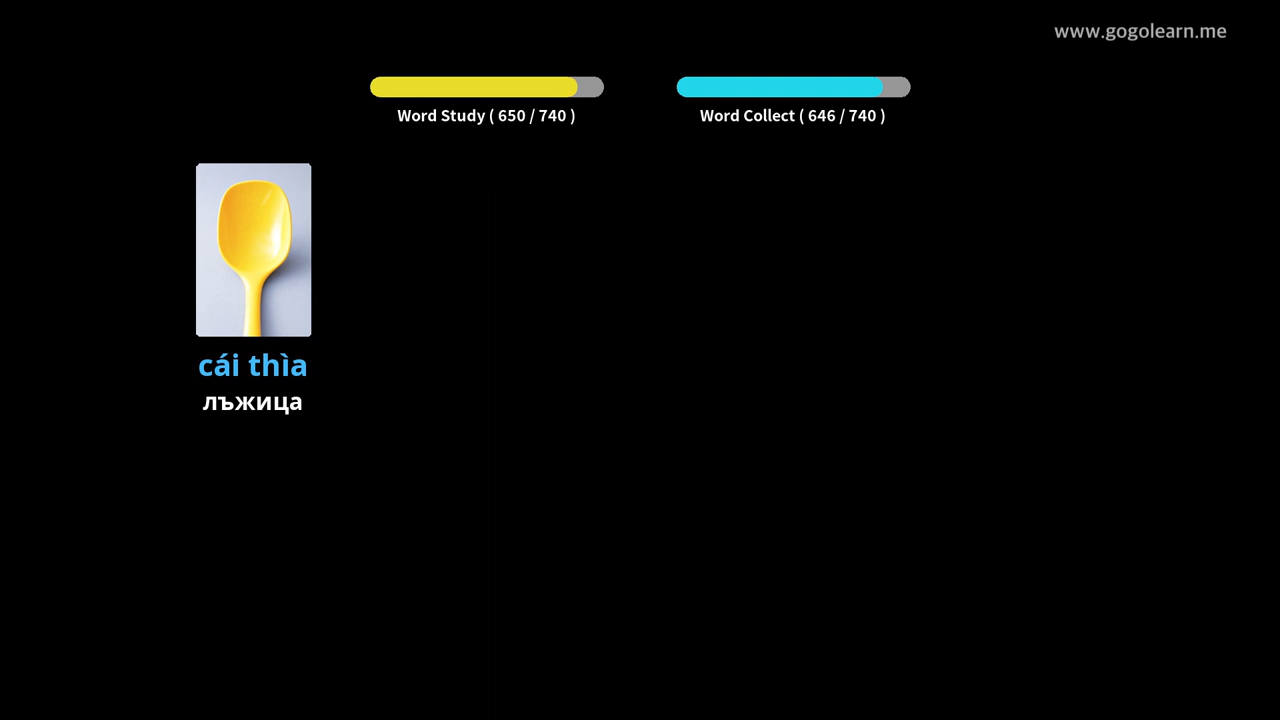 www.gogolearn.me
Word Study ( 650 / 740 )
Word Collect ( 646 / 740 )
cái thìa
лъжица